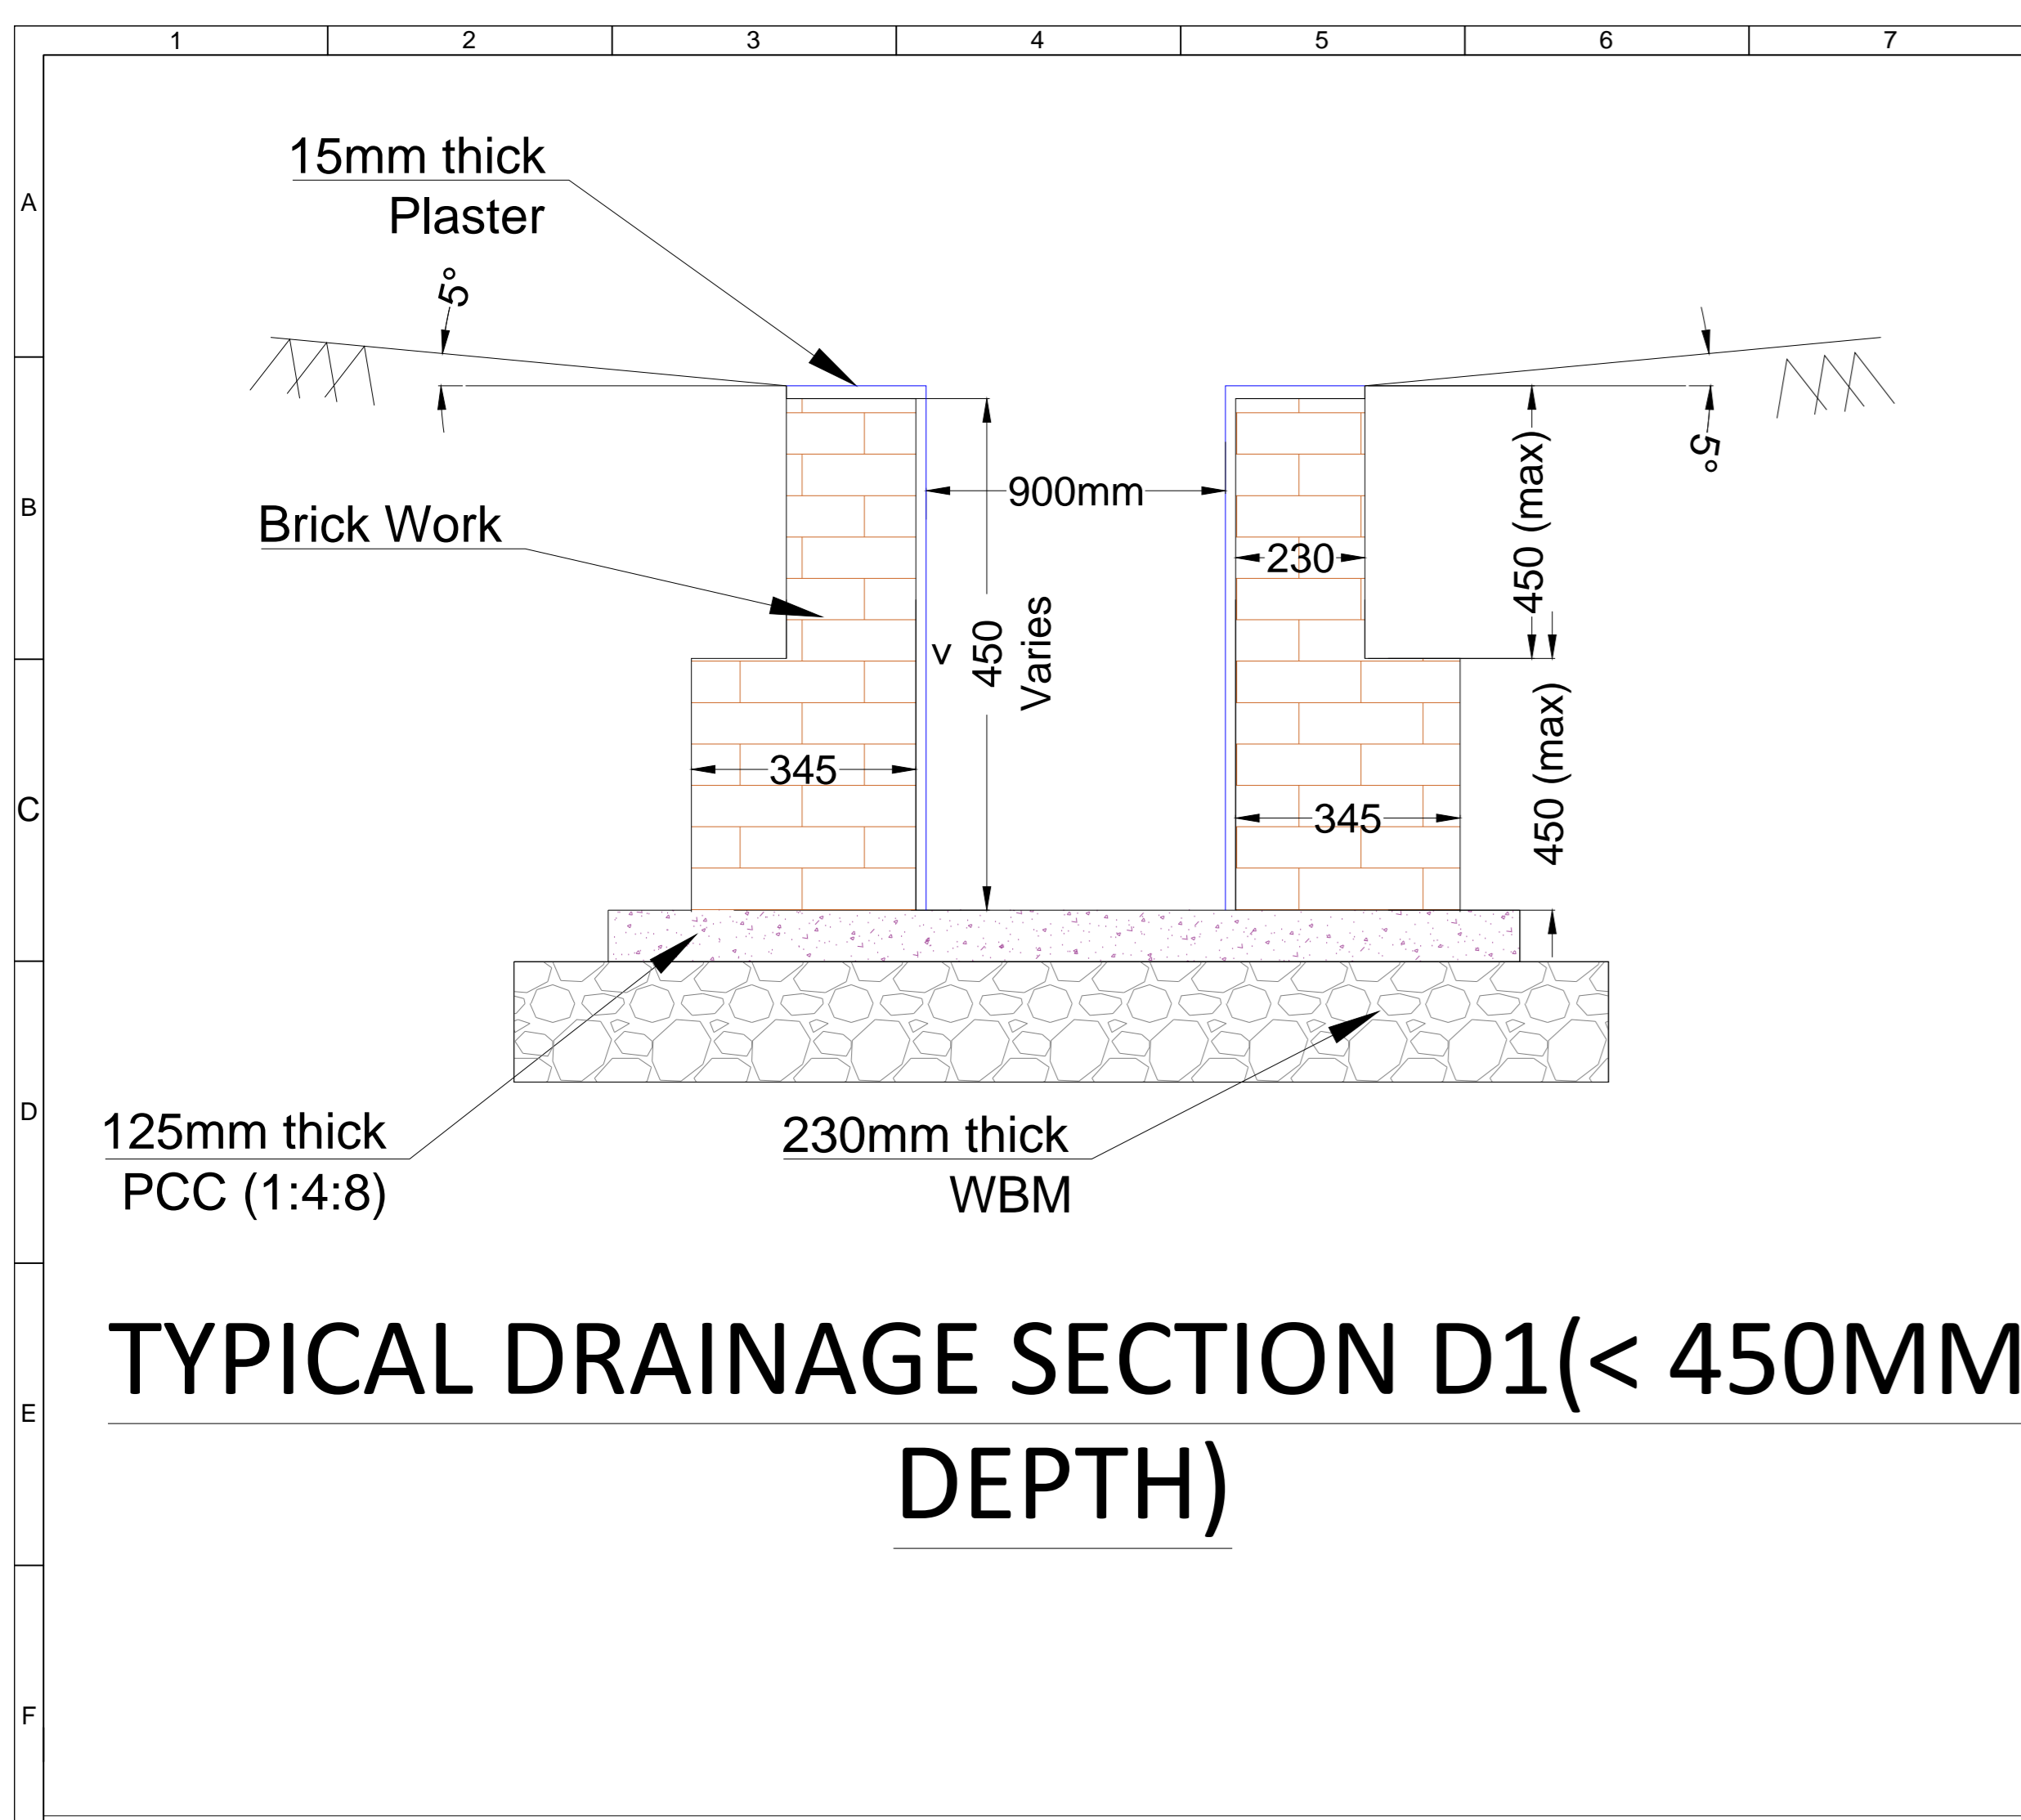 1 2 3 4 5 6 7
A
15mm thick
Plaster
5°
5°
B
Brick Work
900mm
230
450 (max)
< 450
Varies
C
345
345
450 (max)
D
125mm thick
PCC (1:4:8)
230mm thick
WBM
E
TYPICAL DRAINAGE SECTION D1(< 450MM
DEPTH)
F